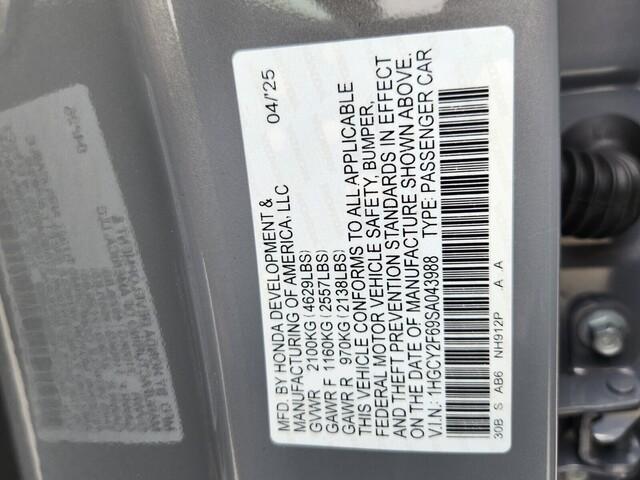 MFD. BY HONDA DEVELOPMENT & 04/'25
MANUFACTURING OF AMERICA, LLC
GVWR 2100KG (4629LBS)
GAWR F 1160KG (2557LBS)
GAWR R 970KG (2138LBS)
THIS VEHICLE CONFORMS TO ALL APPLICABLE
FEDERAL MOTOR VEHICLE SAFETY, BUMPER,
AND THEFT PREVENTION STANDARDS IN EFFECT
ON THE DATE OF MANUFACTURE SHOWN ABOVE.
V.I.N.: 1HGCY2F69SA043988 TYPE: PASSENGER CAR
30B S AB6 NH912P A A